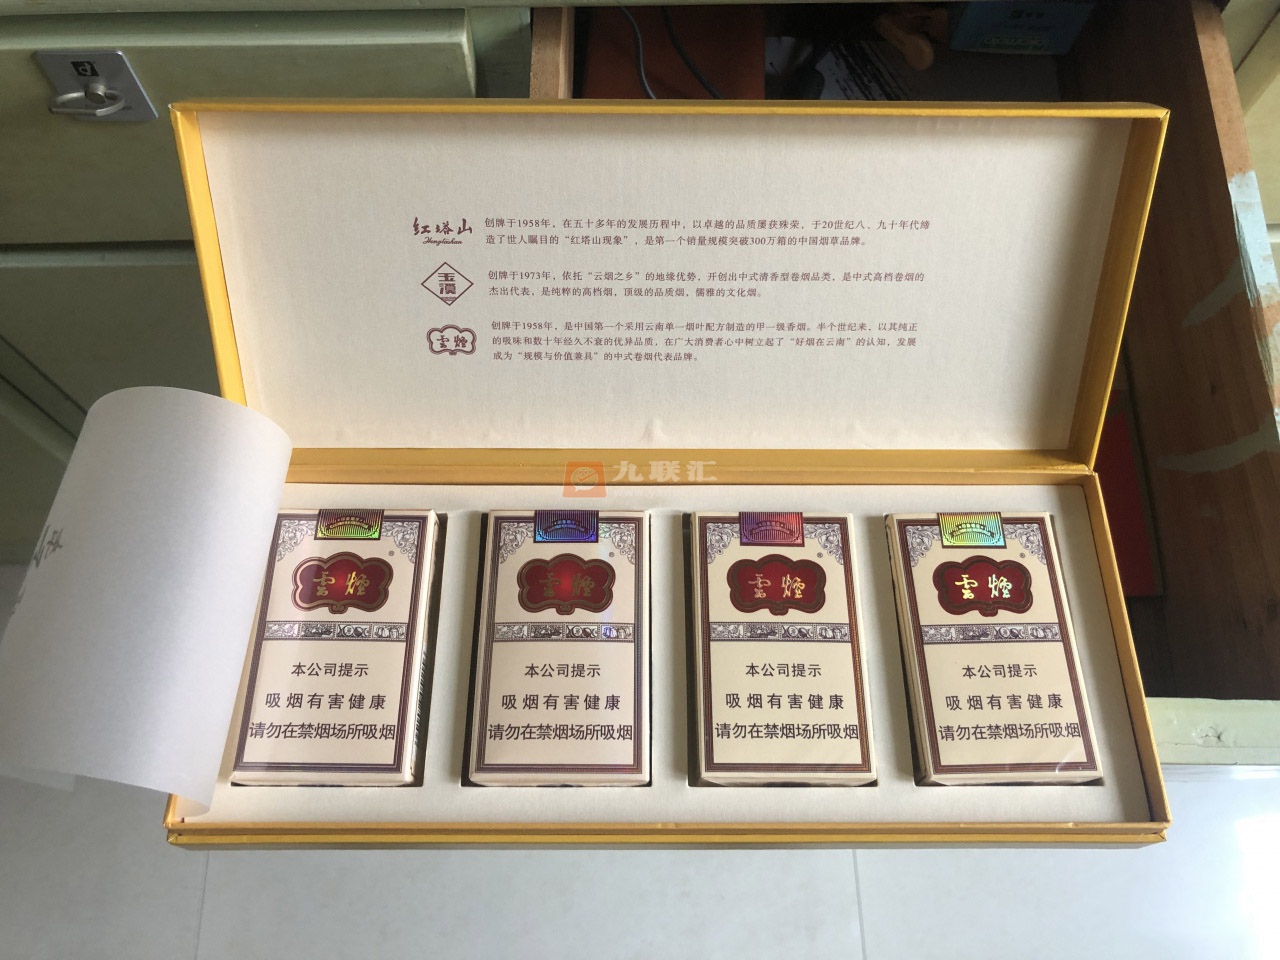 红塔山
Hongtashan
创牌于1958年，在五十多年的发展历程中，以卓越的品质屡获殊荣，于20世纪八、九十年代缔
造了世人瞩目的“红塔山现象”，是第一个销量规模突破300万箱的中国烟草品牌。
玉溪
创牌于1973年，依托“云烟之乡”的地缘优势，开创出中式清香型卷烟品类，是中式高档卷烟的
杰出代表，是纯粹的高档烟，顶级的品质烟，儒雅的文化烟。
雲煙
创牌于1958年，是中国第一个采用云南单一烟叶配方制造的甲一级香烟。半个世纪来，以其纯正
的吸味和数十年经久不衰的优异品质，在广大消费者心中树立起了“好烟在云南”的认知，发展
成为“规模与价值兼具”的中式卷烟代表品牌。
九联汇
雲煙
®
本公司提示
吸烟有害健康
请勿在禁烟场所吸烟
雲煙
®
本公司提示
吸烟有害健康
请勿在禁烟场所吸烟
雲煙
®
本公司提示
吸烟有害健康
请勿在禁烟场所吸烟
雲煙
®
本公司提示
吸烟有害健康
请勿在禁烟场所吸烟